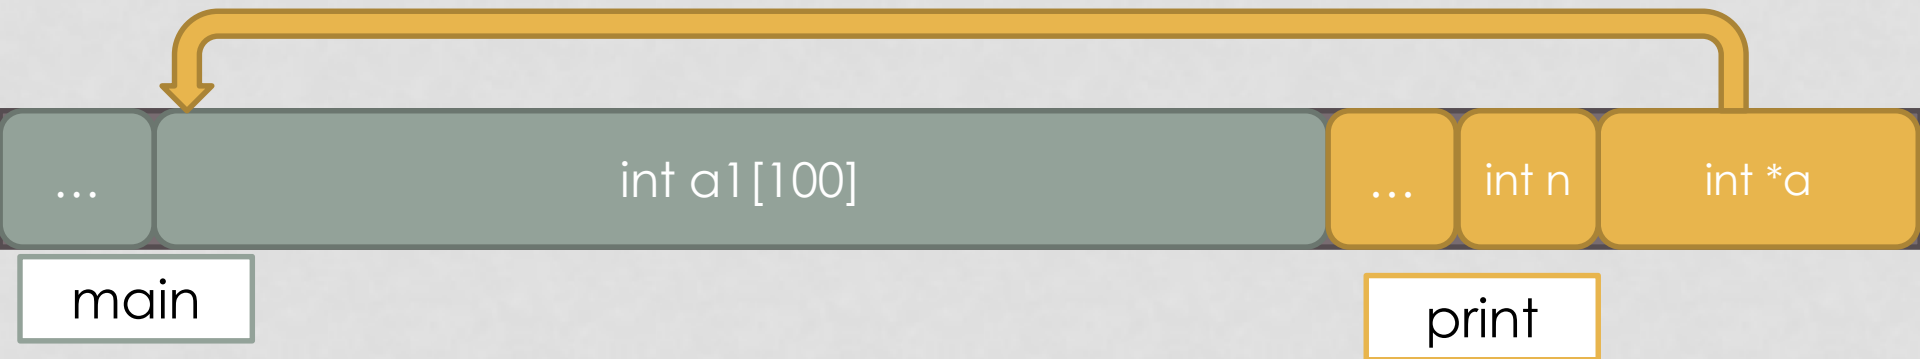 ...
int a1[100]
...
int n
int *a
main
print